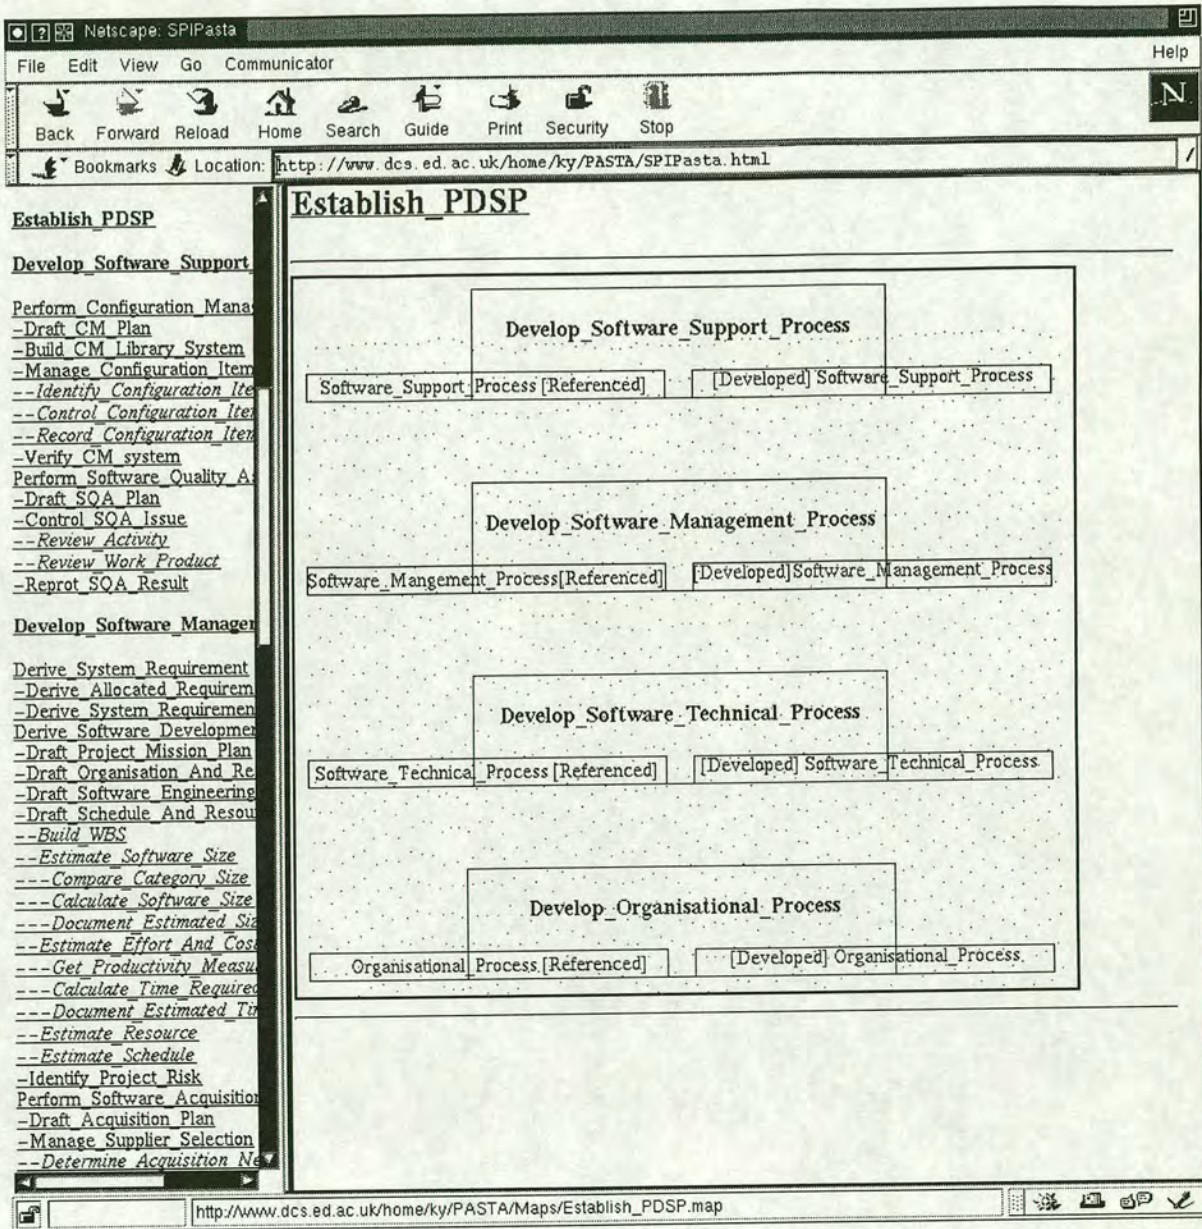 Netscape: SPIPasta
File Edit View Go Communicator Help
Back Forward Reload Home Search Guide Print Security Stop
N
Bookmarks Location: http://www.dcs.ed.ac.uk/home/ky/PASTA/SPIPasta.html
Establish_PDSP
Develop_Software_Support_
Perform_Configuration_Mana
-Draft_CM_Plan
-Build_CM_Library_System
-Manage_Configuration_Item
--Identify_Configuration_Ite
--Control_Configuration_Iter
--Record_Configuration_Iten
-Verify_CM_system
Perform_Software_Quality_A
-Draft_SQA_Plan
-Control_SQA_Issue
--Review_Activity
--Review_Work_Product
-Reprot_SQA_Result
Develop_Software_Manager
Derive_System_Requirement
-Derive_Allocated_Requirem
-Derive_System_Requiremen
Derive_Software_Developmen
-Draft_Project_Mission_Plan
-Draft_Organisation_And_Re
-Draft_Software_Engineering
-Draft_Schedule_And_Resou
--Build_WBS
--Estimate_Software_Size
---Compare_Category_Size
---Calculate_Software_Size
---Document_Estimated_Siz
--Estimate_Effort_And_Cos
---Get_Productivity_Measu
---Calculate_Time_Required
---Document_Estimated_Tin
--Estimate_Resource
--Estimate_Schedule
-Identify_Project_Risk
Perform_Software_Acquisition
-Draft_Acquisition_Plan
-Manage_Supplier_Selection
--Determine_Acquisition_Ne
Establish_PDSP
Develop_Software_Support_Process
Software_Support_Process [Referenced] [Developed] Software_Support_Process
Develop_Software_Management_Process
Software_Mangement_Process[Referenced] [Developed]Software_Management_Process
Develop_Software_Technical_Process
Software_Technical_Process [Referenced] [Developed] Software_Technical_Process
Develop_Organisational_Process
Organisational_Process [Referenced] [Developed] Organisational_Process
http://www.dcs.ed.ac.uk/home/ky/PASTA/Maps/Establish_PDSP.map